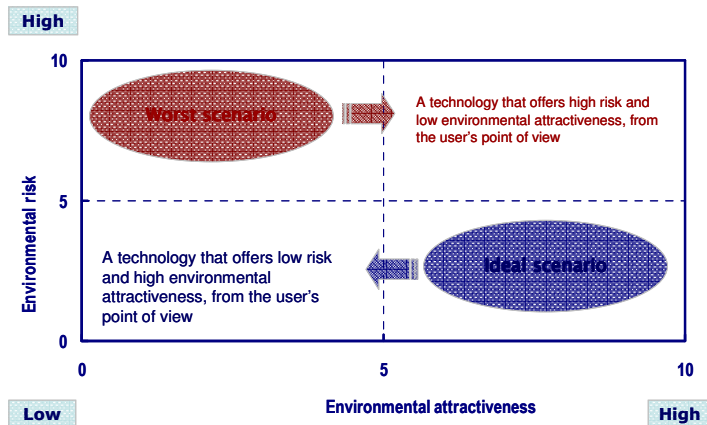 High
10
Worst scenario
A technology that offers high risk and
low environmental attractiveness, from
the user's point of view
Environmental risk
5
A technology that offers low risk
and high environmental
attractiveness, from the user's
point of view
Ideal scenario
0
0
5
10
Low
Environmental attractiveness
High